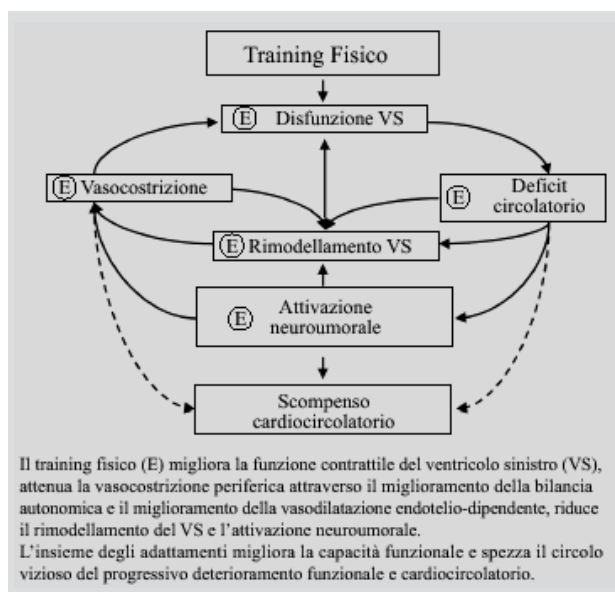 Training Fisico
E Disfunzione VS
E Vasocostrizione
E Deficit
circolatorio
E Rimodellamento VS
E Attivazione
neuroumorale
Scompenso
cardiocircolatorio
Il training fisico (E) migliora la funzione contrattile del ventricolo sinistro (VS),
attenua la vasocostrizione periferica attraverso il miglioramento della bilancia
autonomica e il miglioramento della vasodilatazione endotelio-dipendente, riduce
il rimodellamento del VS e l'attivazione neuroumorale.
L'insieme degli adattamenti migliora la capacità funzionale e spezza il circolo
vizioso del progressivo deterioramento funzionale e cardiocircolatorio.